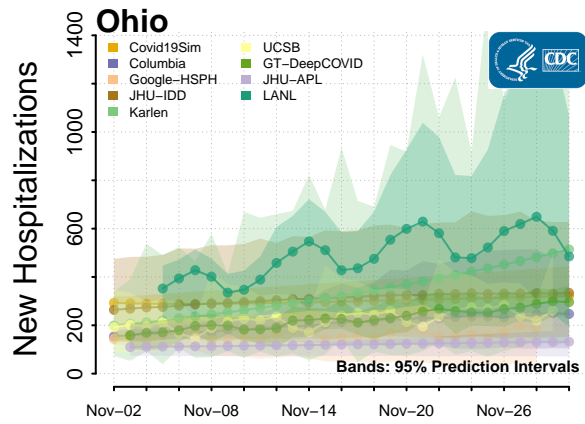 Ohio
New Hospitalizations
1400
1000
600
200
0
Covid19Sim
Columbia
Google−HSPH
JHU−IDD
Karlen
UCSB
GT−DeepCOVID
JHU−APL
LANL
CDC
Bands: 95% Prediction Intervals
Nov−02 Nov−08 Nov−14 Nov−20 Nov−26